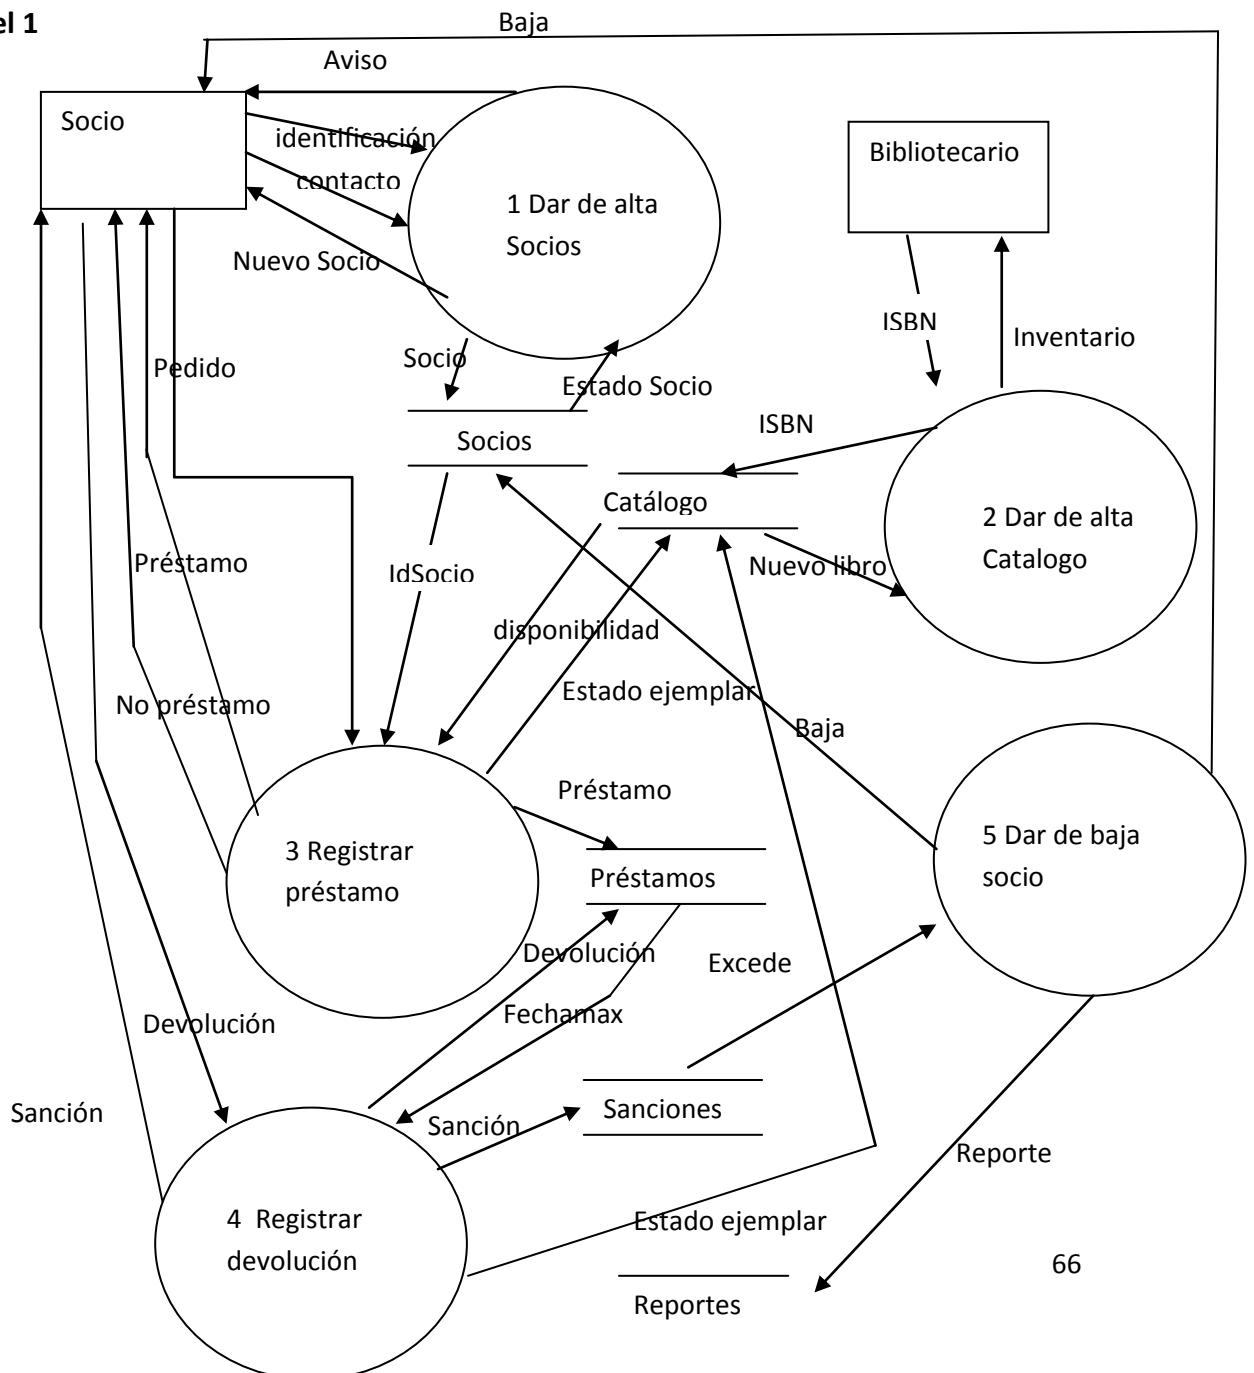 el 1
Baja
Aviso
Socio
identificación
contacto
Bibliotecario
1 Dar de alta
Socios
Nuevo Socio
ISBN
Inventario
Socio
Pedido
Estado Socio
ISBN
Socios
Catálogo
2 Dar de alta
Catalogo
Préstamo
IdSocio
Nuevo libro
disponibilidad
Estado ejemplar
No préstamo
Baja
Préstamo
3 Registrar
préstamo
5 Dar de baja
socio
Préstamos
Devolución
Excede
Fechamax
Devolución
Sanción
Sanción
Sanciones
Reporte
4 Registrar
devolución
Estado ejemplar
66
Reportes